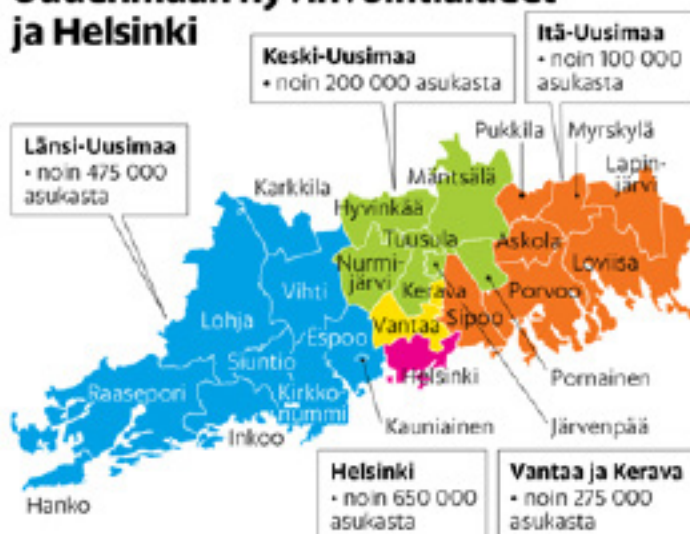 ja Helsinki
Itä-Uusimaa
• noin 100 000
asukasta
Keski-Uusimaa
• noin 200 000 asukasta
Länsi-Uusimaa
• noin 475 000
asukasta
Pukkila
Myrskylä
Lapin-
järvi
Mäntsälä
Karkkila
Hyvinkää
Tuusula
Askola
Nurmi-
järvi
Loviisa
Vihti
Kerava
Porvoo
Lohja
Vantaa
Sipoo
Espoo
Siuntio
Helsinki
Pornainen
Raasepori
Kirkko-
nummi
Kauniainen
Järvenpää
Inkoo
Hanko
Helsinki
• noin 650 000
asukasta
Vantaa ja Kerava
• noin 275 000
asukasta